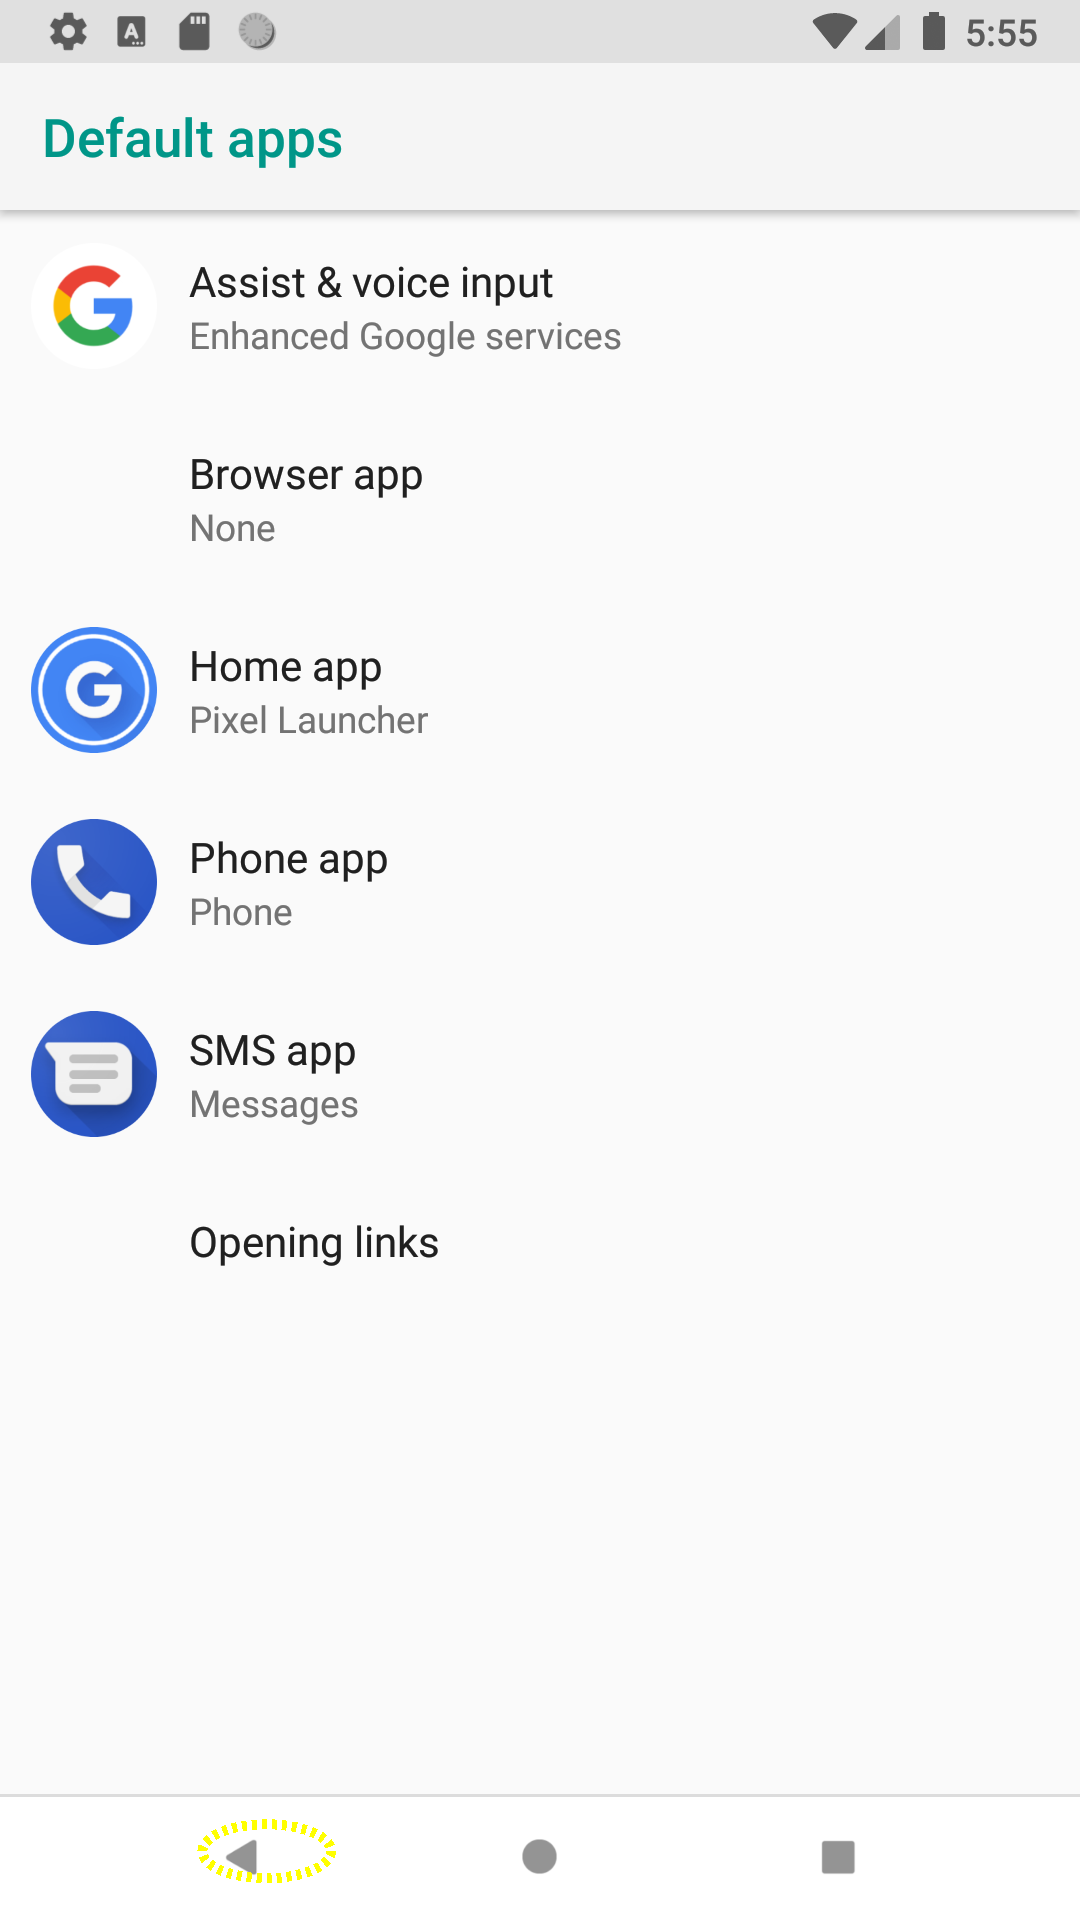 5:55
Default apps
Assist & voice input
Enhanced Google services
Browser app
None
Home app
Pixel Launcher
Phone app
Phone
SMS app
Messages
Opening links